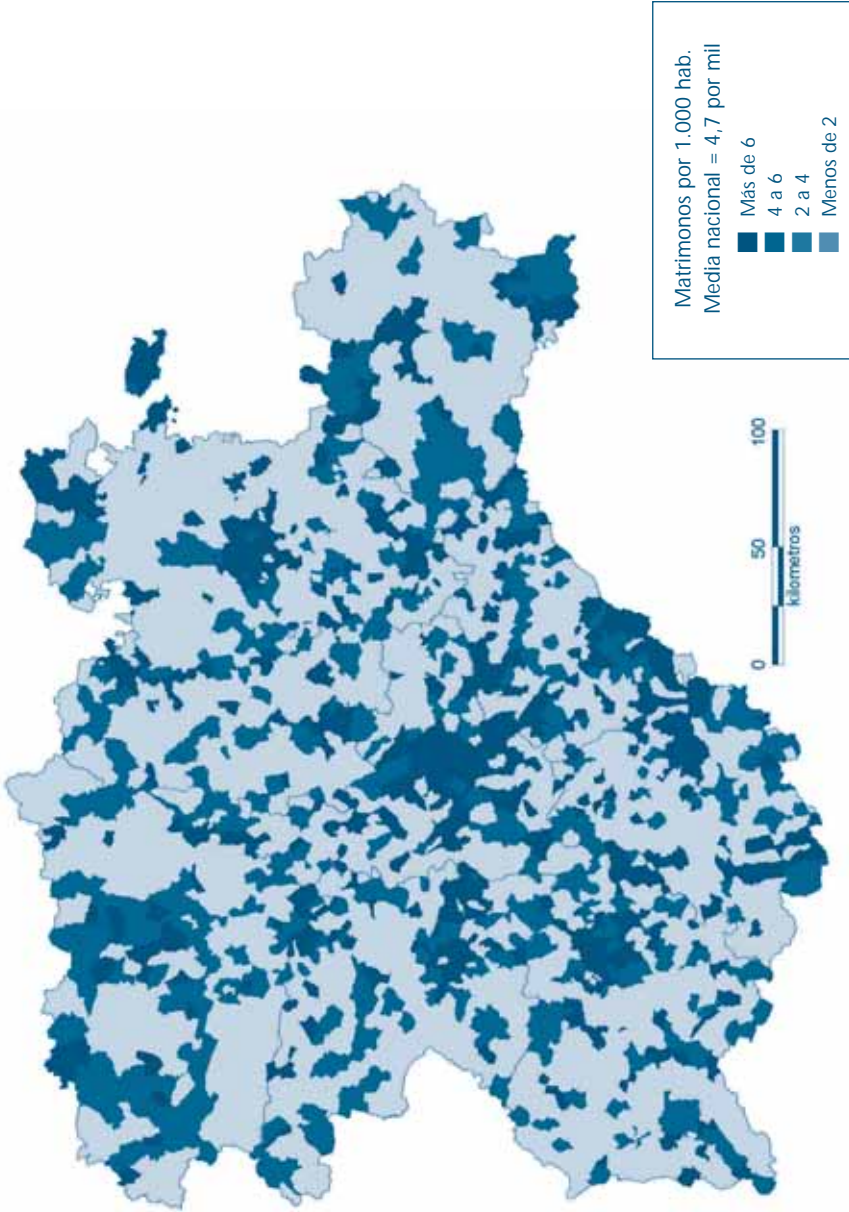 Matrimonos por 1.000 hab.
Media nacional = 4,7 por mil
Más de 6
4 a 6
2 a 4
Menos de 2
0 50 100
kilometros